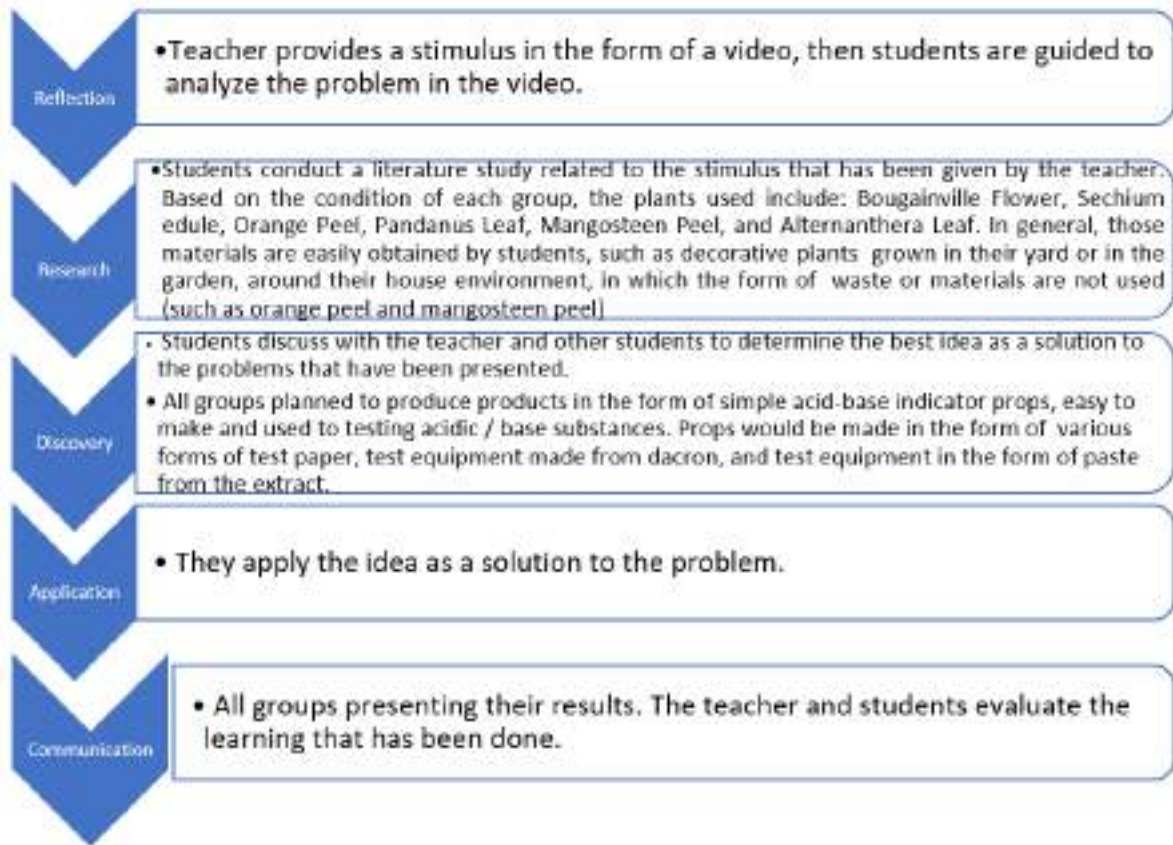 Reflection
•Teacher provides a stimulus in the form of a video, then students are guided to
analyze the problem in the video.
Research
•Students conduct a literature study related to the stimulus that has been given by the teacher.
Based on the condition of each group, the plants used include: Bougainville Flower, Sechium
edule, Orange Peel, Pandanus Leaf, Mangosteen Peel, and Alternanthera Leaf. In general, those
materials are easily obtained by students, such as decorative plants grown in their yard or in the
garden, around their house environment, in which the form of waste or materials are not used
(such as orange peel and mangosteen peel)
Discovery
• Students discuss with the teacher and other students to determine the best idea as a solution to
the problems that have been presented.
• All groups planned to produce products in the form of simple acid-base indicator props, easy to
make and used to testing acidic / base substances. Props would be made in the form of various
forms of test paper, test equipment made from dacron, and test equipment in the form of paste
from the extract.
Application
• They apply the idea as a solution to the problem.
Communication
• All groups presenting their results. The teacher and students evaluate the
learning that has been done.